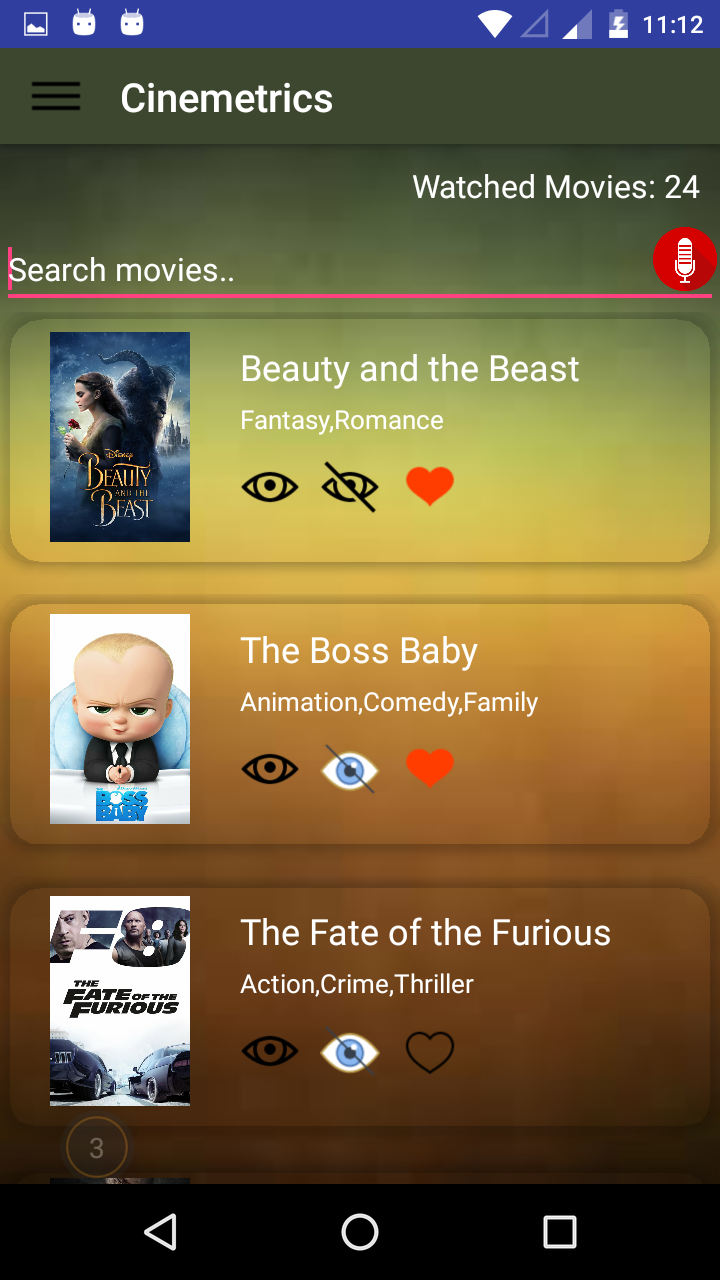 11:12
Cinemetrics
Watched Movies: 24
Search movies..
Beauty and the Beast
Fantasy,Romance
Disney
BEAUTY
AND THE
BEAST
The Boss Baby
Animation,Comedy,Family
THE
BOSS
BABY
The Fate of the Furious
Action,Crime,Thriller
F8
THE
FATE OF THE
FURIOUS
3